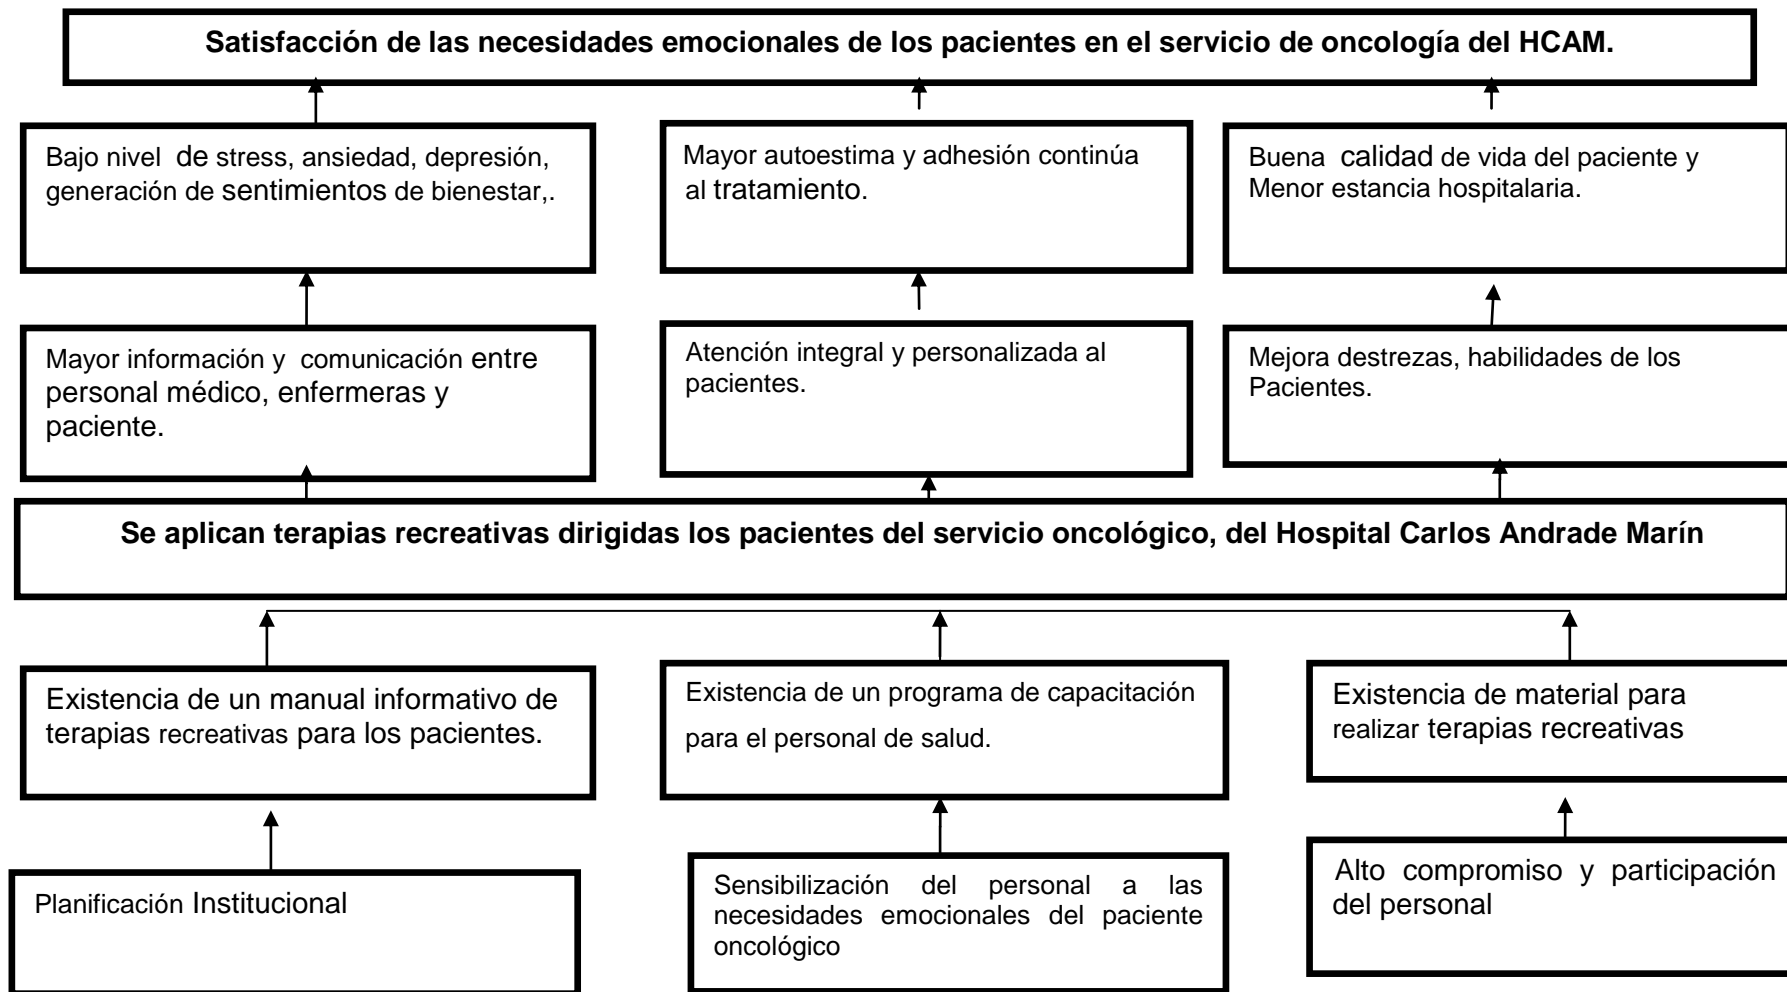 Satisfacción de las necesidades emocionales de los pacientes en el servicio de oncología del HCAM.
Bajo nivel de stress, ansiedad, depresión,
generación de sentimientos de bienestar,.
Mayor autoestima y adhesión continúa
al tratamiento.
Buena calidad de vida del paciente y
Menor estancia hospitalaria.
Mayor información y comunicación entre
personal médico, enfermeras y
paciente.
Atención integral y personalizada al
pacientes.
Mejora destrezas, habilidades de los
Pacientes.
Se aplican terapias recreativas dirigidas los pacientes del servicio oncológico, del Hospital Carlos Andrade Marín
Existencia de un manual informativo de
terapias recreativas para los pacientes.
Existencia de un programa de capacitación
para el personal de salud.
Existencia de material para
realizar terapias recreativas
Planificación Institucional
Sensibilización del personal a las
necesidades emocionales del paciente
oncológico
Alto compromiso y participación
del personal